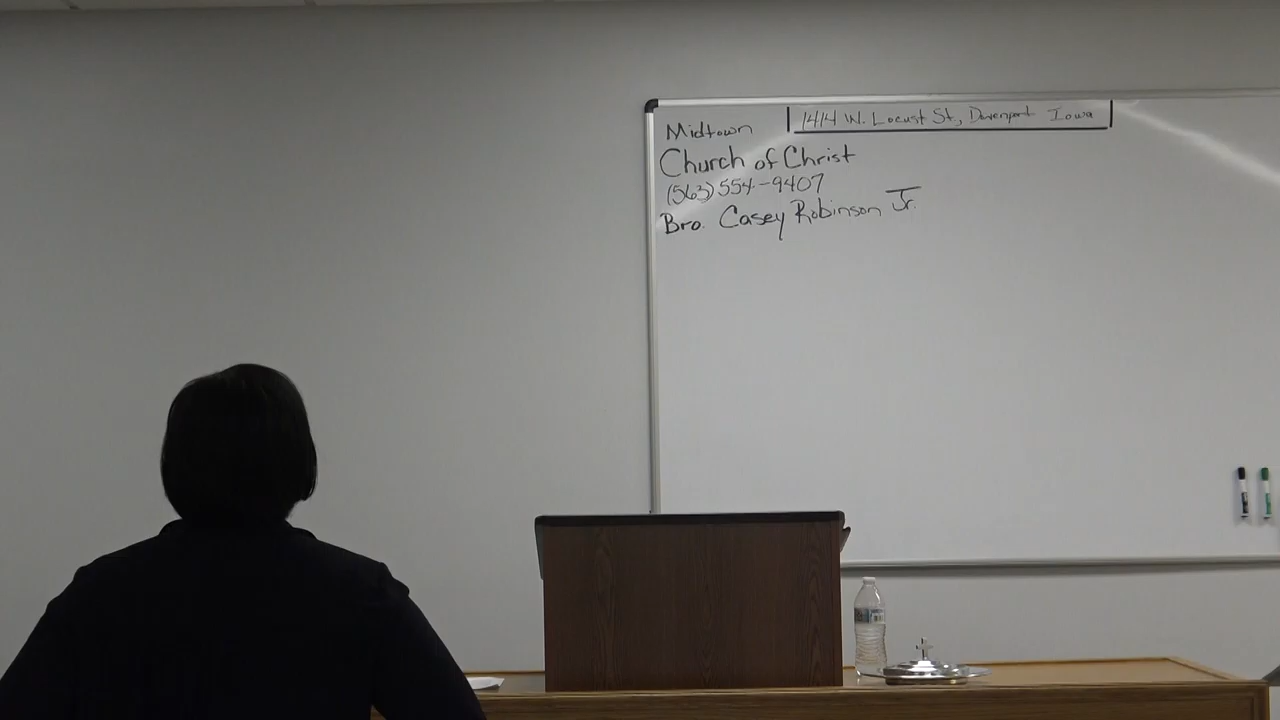 Midtown
1414 W. Locust St., Davenport Iowa
Church of Christ
(563) 554-9407
Bro. Casey Robinson Jr.